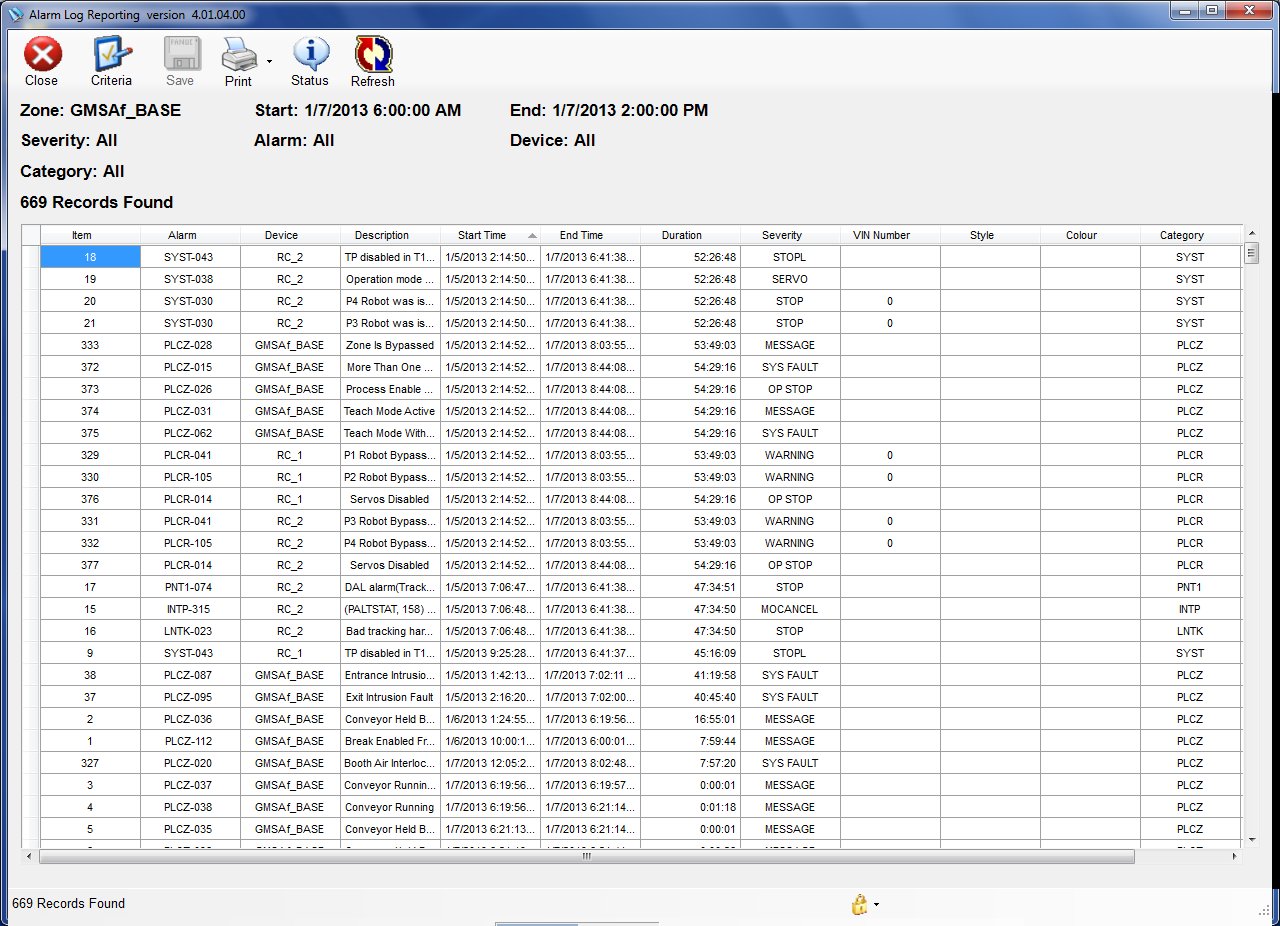 Alarm Log Reporting version 4.01.04.00
Close Criteria Save Print Status Refresh
Zone: GMSAf_BASE Start: 1/7/2013 6:00:00 AM End: 1/7/2013 2:00:00 PM
Severity: All Alarm: All Device: All
Category: All
669 Records Found
Item Alarm Device Description Start Time End Time Duration Severity VIN Number Style Colour Category
18 SYST-043 RC_2 TP disabled in T1... 1/5/2013 2:14:50... 1/7/2013 6:41:38... 52:26:48 STOPL SYST
19 SYST-038 RC_2 Operation mode ... 1/5/2013 2:14:50... 1/7/2013 6:41:38... 52:26:48 SERVO SYST
20 SYST-030 RC_2 P4 Robot was is... 1/5/2013 2:14:50... 1/7/2013 6:41:38... 52:26:48 STOP 0 SYST
21 SYST-030 RC_2 P3 Robot was is... 1/5/2013 2:14:50... 1/7/2013 6:41:38... 52:26:48 STOP 0 SYST
333 PLCZ-028 GMSAf_BASE Zone Is Bypassed 1/5/2013 2:14:52... 1/7/2013 8:03:55... 53:49:03 MESSAGE PLCZ
372 PLCZ-015 GMSAf_BASE More Than One ... 1/5/2013 2:14:52... 1/7/2013 8:44:08... 54:29:16 SYS FAULT PLCZ
373 PLCZ-026 GMSAf_BASE Process Enable ... 1/5/2013 2:14:52... 1/7/2013 8:44:08... 54:29:16 OP STOP PLCZ
374 PLCZ-031 GMSAf_BASE Teach Mode Active 1/5/2013 2:14:52... 1/7/2013 8:44:08... 54:29:16 MESSAGE PLCZ
375 PLCZ-062 GMSAf_BASE Teach Mode With... 1/5/2013 2:14:52... 1/7/2013 8:44:08... 54:29:16 SYS FAULT PLCZ
329 PLCR-041 RC_1 P1 Robot Bypass... 1/5/2013 2:14:52... 1/7/2013 8:03:55... 53:49:03 WARNING 0 PLCR
330 PLCR-105 RC_1 P2 Robot Bypass... 1/5/2013 2:14:52... 1/7/2013 8:03:55... 53:49:03 WARNING 0 PLCR
376 PLCR-014 RC_1 Servos Disabled 1/5/2013 2:14:52... 1/7/2013 8:44:08... 54:29:16 OP STOP PLCR
331 PLCR-041 RC_2 P3 Robot Bypass... 1/5/2013 2:14:52... 1/7/2013 8:03:55... 53:49:03 WARNING 0 PLCR
332 PLCR-105 RC_2 P4 Robot Bypass... 1/5/2013 2:14:52... 1/7/2013 8:03:55... 53:49:03 WARNING 0 PLCR
377 PLCR-014 RC_2 Servos Disabled 1/5/2013 2:14:52... 1/7/2013 8:44:08... 54:29:16 OP STOP PLCR
17 PNT1-074 RC_2 DAL alarm(Track... 1/5/2013 7:06:47... 1/7/2013 6:41:38... 47:34:51 STOP PNT1
15 INTP-315 RC_2 (PALTSTAT, 158) ... 1/5/2013 7:06:48... 1/7/2013 6:41:38... 47:34:50 MOCANCEL INTP
16 LNTK-023 RC_2 Bad tracking har... 1/5/2013 7:06:48... 1/7/2013 6:41:38... 47:34:50 STOP LNTK
9 SYST-043 RC_1 TP disabled in T1... 1/5/2013 9:25:28... 1/7/2013 6:41:37... 45:16:09 STOPL SYST
38 PLCZ-087 GMSAf_BASE Entrance Intrusio... 1/5/2013 1:42:13... 1/7/2013 7:02:11 ... 41:19:58 SYS FAULT PLCZ
37 PLCZ-095 GMSAf_BASE Exit Intrusion Fault 1/5/2013 2:16:20... 1/7/2013 7:02:00... 40:45:40 SYS FAULT PLCZ
2 PLCZ-036 GMSAf_BASE Conveyor Held B... 1/6/2013 1:24:55... 1/7/2013 6:19:56... 16:55:01 MESSAGE PLCZ
1 PLCZ-112 GMSAf_BASE Break Enabled Fr... 1/6/2013 10:00:1... 1/7/2013 6:00:01... 7:59:44 MESSAGE PLCZ
327 PLCZ-020 GMSAf_BASE Booth Air Interloc... 1/7/2013 12:05:2... 1/7/2013 8:02:48... 7:57:20 SYS FAULT PLCZ
3 PLCZ-037 GMSAf_BASE Conveyor Runnin... 1/7/2013 6:19:56... 1/7/2013 6:19:57... 0:00:01 MESSAGE PLCZ
4 PLCZ-038 GMSAf_BASE Conveyor Running 1/7/2013 6:19:56... 1/7/2013 6:21:14... 0:01:18 MESSAGE PLCZ
5 PLCZ-035 GMSAf_BASE Conveyor Held B... 1/7/2013 6:21:13... 1/7/2013 6:21:14... 0:00:01 MESSAGE PLCZ
669 Records Found